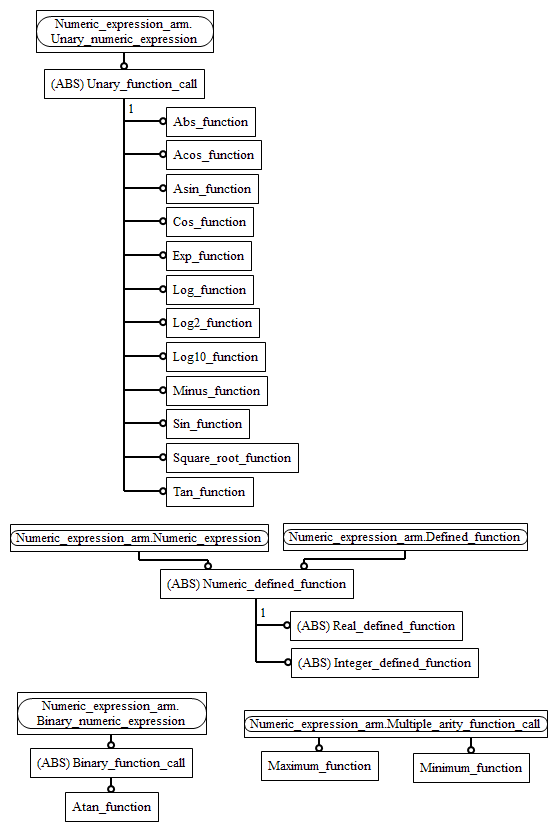 Numeric_expression_arm.
Unary_numeric_expression
(ABS) Unary_function_call
1
Abs_function
Acos_function
Asin_function
Cos_function
Exp_function
Log_function
Log2_function
Log10_function
Minus_function
Sin_function
Square_root_function
Tan_function
Numeric_expression_arm.Numeric_expression
Numeric_expression_arm.Defined_function
(ABS) Numeric_defined_function
1
(ABS) Real_defined_function
(ABS) Integer_defined_function
Numeric_expression_arm.
Binary_numeric_expression
(ABS) Binary_function_call
Atan_function
Numeric_expression_arm.Multiple_arity_function_call
Maximum_function
Minimum_function